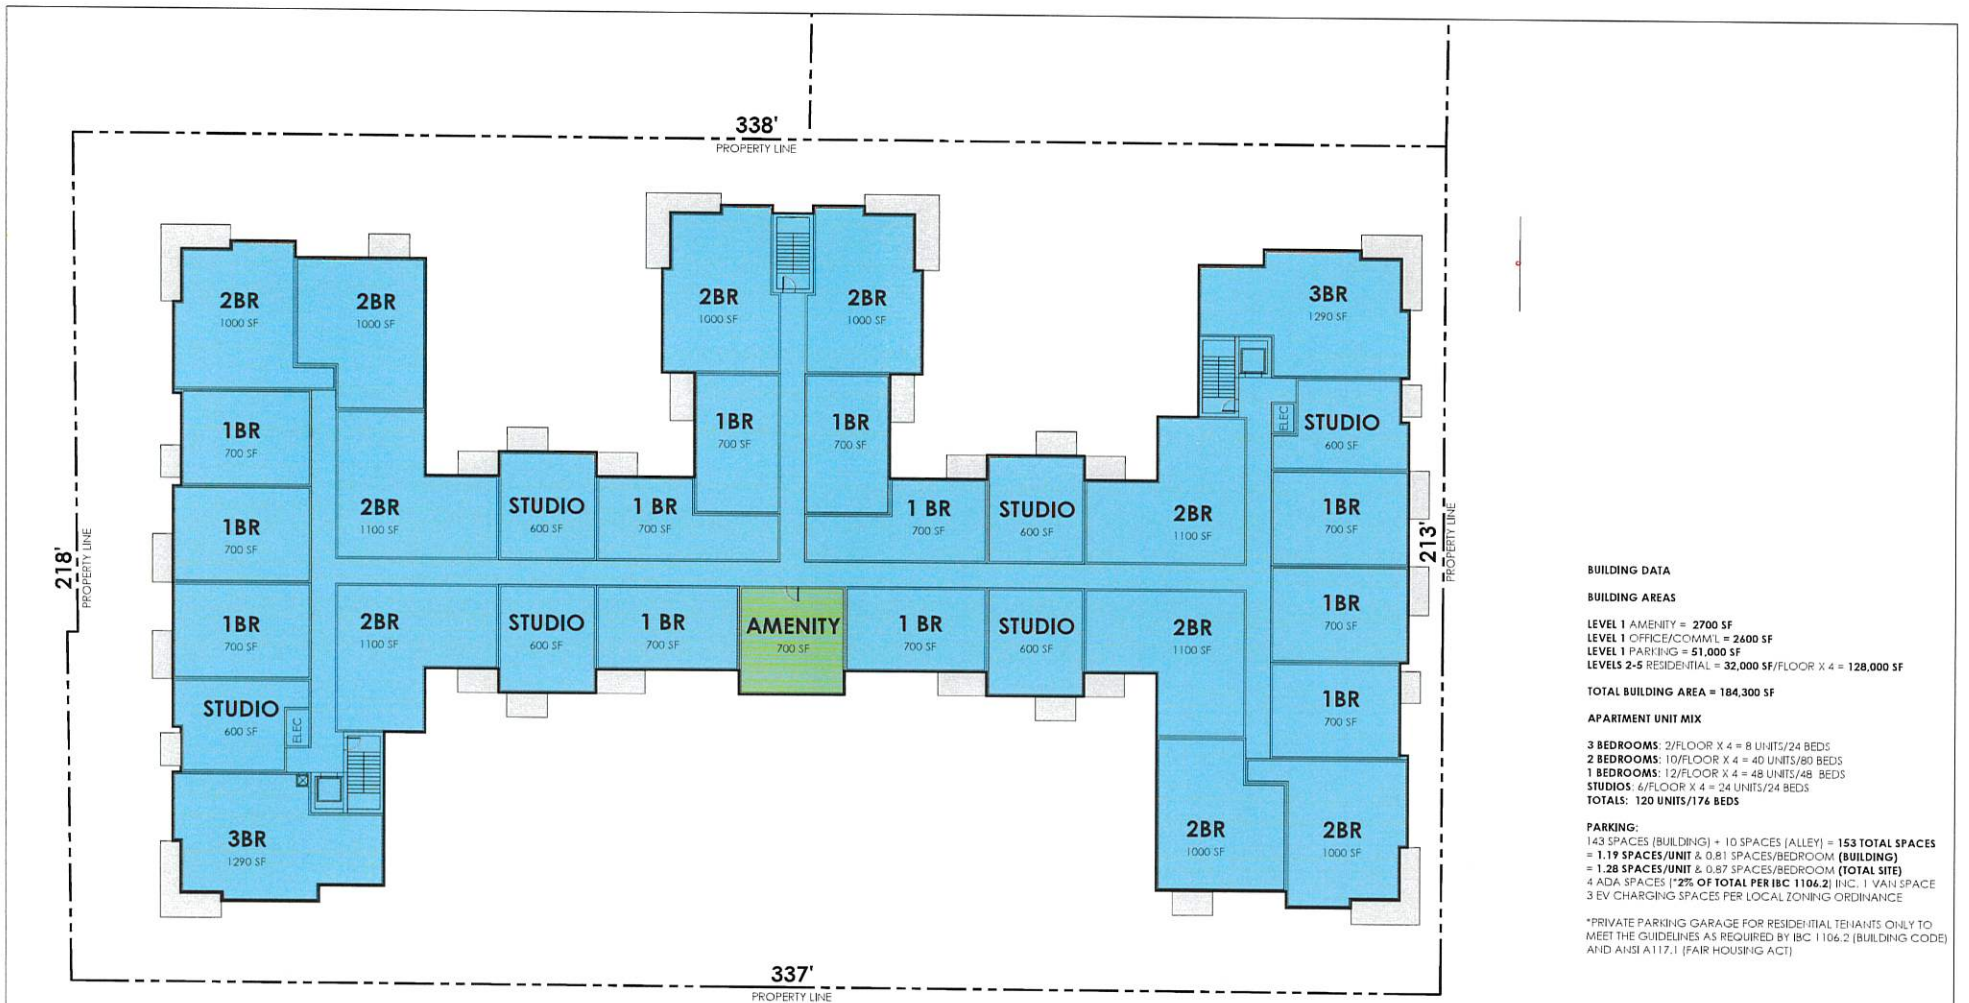 338'
PROPERTY LINE
2BR
1000 SF
2BR
1000 SF
2BR
1000 SF
2BR
1000 SF
3BR
1290 SF
1BR
700 SF
1BR
700 SF
1BR
700 SF
ELEC
STUDIO
600 SF
1BR
700 SF
2BR
1100 SF
STUDIO
600 SF
1 BR
700 SF
1 BR
700 SF
STUDIO
600 SF
2BR
1100 SF
1BR
700 SF
218'
PROPERTY LINE
213'
PROPERTY LINE
1BR
700 SF
2BR
1100 SF
STUDIO
600 SF
1 BR
700 SF
AMENITY
700 SF
1 BR
700 SF
STUDIO
600 SF
2BR
1100 SF
1BR
700 SF
STUDIO
600 SF
ELEC
1BR
700 SF
3BR
1290 SF
2BR
1000 SF
2BR
1000 SF
337'
PROPERTY LINE
BUILDING DATA
BUILDING AREAS
LEVEL 1 AMENITY = 2700 SF
LEVEL 1 OFFICE/COMM'L = 2600 SF
LEVEL 1 PARKING = 51,000 SF
LEVELS 2-5 RESIDENTIAL = 32,000 SF/FLOOR X 4 = 128,000 SF
TOTAL BUILDING AREA = 184,300 SF
APARTMENT UNIT MIX
3 BEDROOMS: 2/FLOOR X 4 = 8 UNITS/24 BEDS
2 BEDROOMS: 10/FLOOR X 4 = 40 UNITS/80 BEDS
1 BEDROOMS: 12/FLOOR X 4 = 48 UNITS/48 BEDS
STUDIOS: 6/FLOOR X 4 = 24 UNITS/24 BEDS
TOTALS: 120 UNITS/176 BEDS
PARKING:
143 SPACES (BUILDING) + 10 SPACES (ALLEY) = 153 TOTAL SPACES
= 1.19 SPACES/UNIT & 0.81 SPACES/BEDROOM (BUILDING)
= 1.28 SPACES/UNIT & 0.87 SPACES/BEDROOM (TOTAL SITE)
4 ADA SPACES (*2% OF TOTAL PER IBC 1106.2) INC. 1 VAN SPACE
3 EV CHARGING SPACES PER LOCAL ZONING ORDINANCE
*PRIVATE PARKING GARAGE FOR RESIDENTIAL TENANTS ONLY TO
MEET THE GUIDELINES AS REQUIRED BY IBC 1106.2 (BUILDING CODE)
AND ANSI A117.1 (FAIR HOUSING ACT)